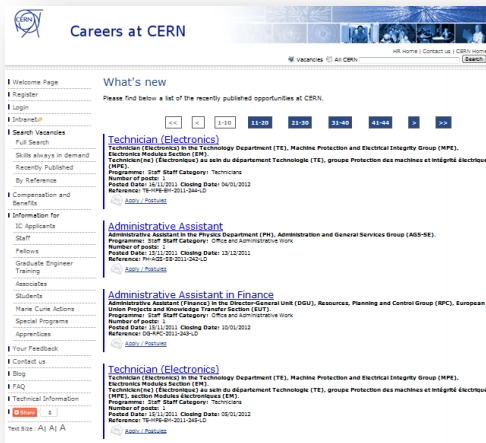 CERN
Careers at CERN
HR Home | Contact us | CERN Home
Vacancies All CERN Search
Welcome Page
Register
Login
Intranet
Search Vacancies
Full Search
Skills always in demand
Recently Published
By Reference
Compensation and
Benefits
Information for
IC Applicants
Staff
Fellows
Graduate Engineer
Training
Associates
Students
Marie Curie Actions
Special Programs
Apprentices
Your Feedback
Contact us
Blog
FAQ
Technical Information
Share
Text Size: A| A| A
What's new
Please find below a list of the recently published opportunities at CERN.
<< < 1-10 11-20 21-30 31-40 41-44 > >>
Technician (Electronics)
Technician (Electronics) in the Technology Department (TE), Machine Protection and Electrical Integrity Group (MPE),
Electronics Modules Section (EM).
Technicien(ne) (Électronique) au sein du département Technologie (TE), groupe Protection des machines et Intégrité électrique
(MPE).
Programme: Staff Staff Category: Technicians
Number of posts: 1
Posted Date: 16/11/2011 Closing Date: 04/01/2012
Reference: TE-MPE-EM-2011-244-LD
Apply / Postulez
Administrative Assistant
Administrative Assistant in the Physics Department (PH), Administration and General Services Group (AGS-SE).
Programme: Staff Staff Category: Office and Administrative Work
Number of posts: 1
Posted Date: 15/11/2011 Closing Date: 13/12/2011
Reference: PH-AGS-SE-2011-242-LD
Apply / Postulez
Administrative Assistant in Finance
Administrative Assistant (Finance) in the Director-General Unit (DGU), Resources, Planning and Control Group (RPC), European
Union Projects and Knowledge Transfer Section (EUT).
Programme: Staff Staff Category: Office and Administrative Work
Number of posts: 1
Posted Date: 15/11/2011 Closing Date: 10/01/2012
Reference: DG-RPC-2011-243-LD
Apply / Postulez
Technician (Electronics)
Technician (Electronics) in the Technology Department (TE), Machine Protection and Electrical Integrity Group (MPE),
Electronics Modules Section (EM).
Technicien(ne) (Électronique) au sein du département Technologie (TE), groupe Protection des machines et Intégrité électrique
(MPE), section Modules électroniques (EM).
Programme: Staff Staff Category: Technicians
Number of posts: 1
Posted Date: 15/11/2011 Closing Date: 05/01/2012
Reference: TE-MPE-EM-2011-245-LD
Apply / Postulez